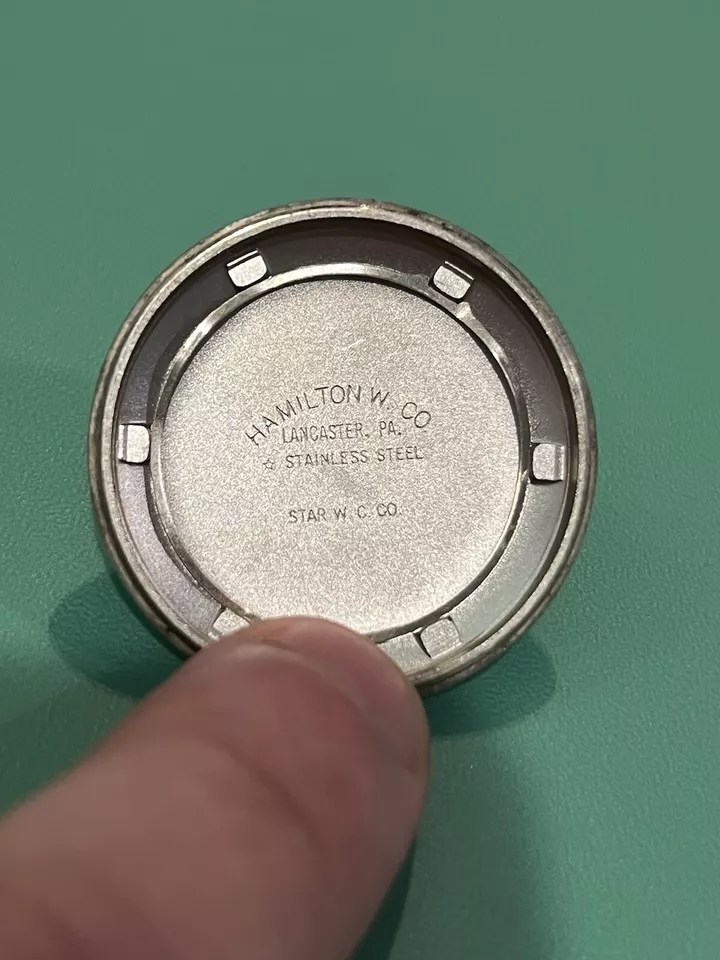 HAMILTON W. CO
LANCASTER, PA.
☆ STAINLESS STEEL
STAR W. C. CO.